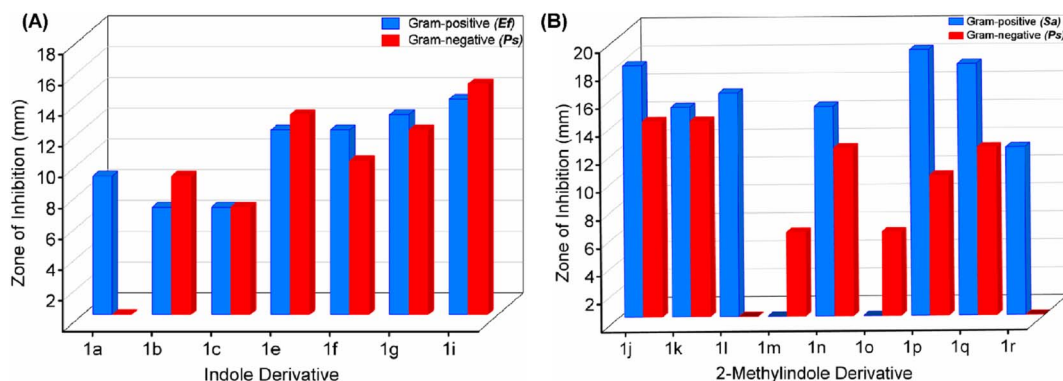 (A)
Gram-positive (Ef)
Gram-negative (Ps)
Zone of Inhibition (mm)
18
16
14
12
10
8
6
4
2
1a 1b 1c 1e 1f 1g 1i
Indole Derivative
(B)
Gram-positive (Sa)
Gram-negative (Ps)
Zone of Inhibition (mm)
20
18
16
14
12
10
8
6
4
2
1j 1k 1l 1m 1n 1o 1p 1q 1r
2-Methylindole Derivative